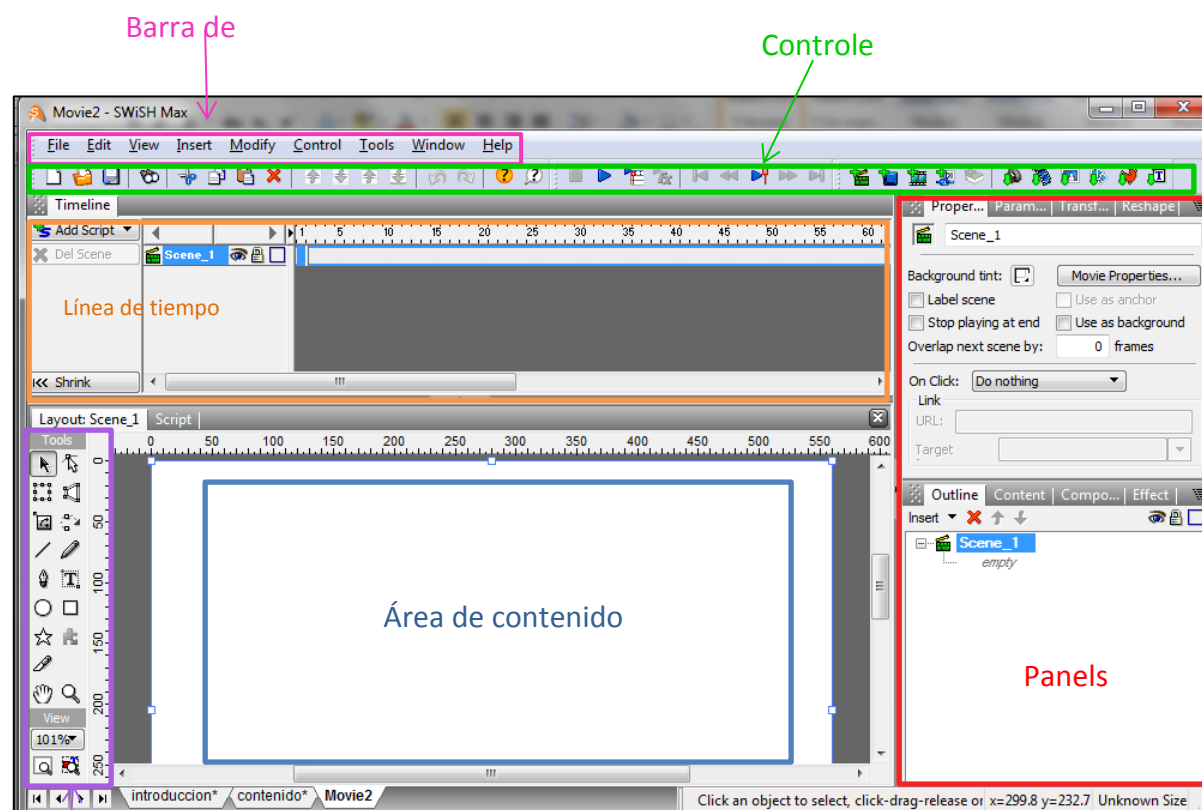 Barra de
Controle
Movie2 - SWiSH Max
File Edit View Insert Modify Control Tools Window Help
Timeline
Proper... Param... Transf... Reshape
Add Script
1 5 10 15 20 25 30 35 40 45 50 55 60
Scene_1
Del Scene
Scene_1
Background tint: Movie Properties...
Label scene Use as anchor
Línea de tiempo
Stop playing at end Use as background
Overlap next scene by: 0 frames
Shrink
On Click: Do nothing
Link
URL:
Target
Layout: Scene_1 Script
Tools
0 50 100 150 200 250 300 350 400 450 500 550 600
0
50
100
150
200
250
Outline Content Compo... Effect
Insert
Scene_1
empty
Área de contenido
Panels
View
101%
introduccion* contenido* Movie2
Click an object to select, click-drag-release or x=299.8 y=232.7 Unknown Size